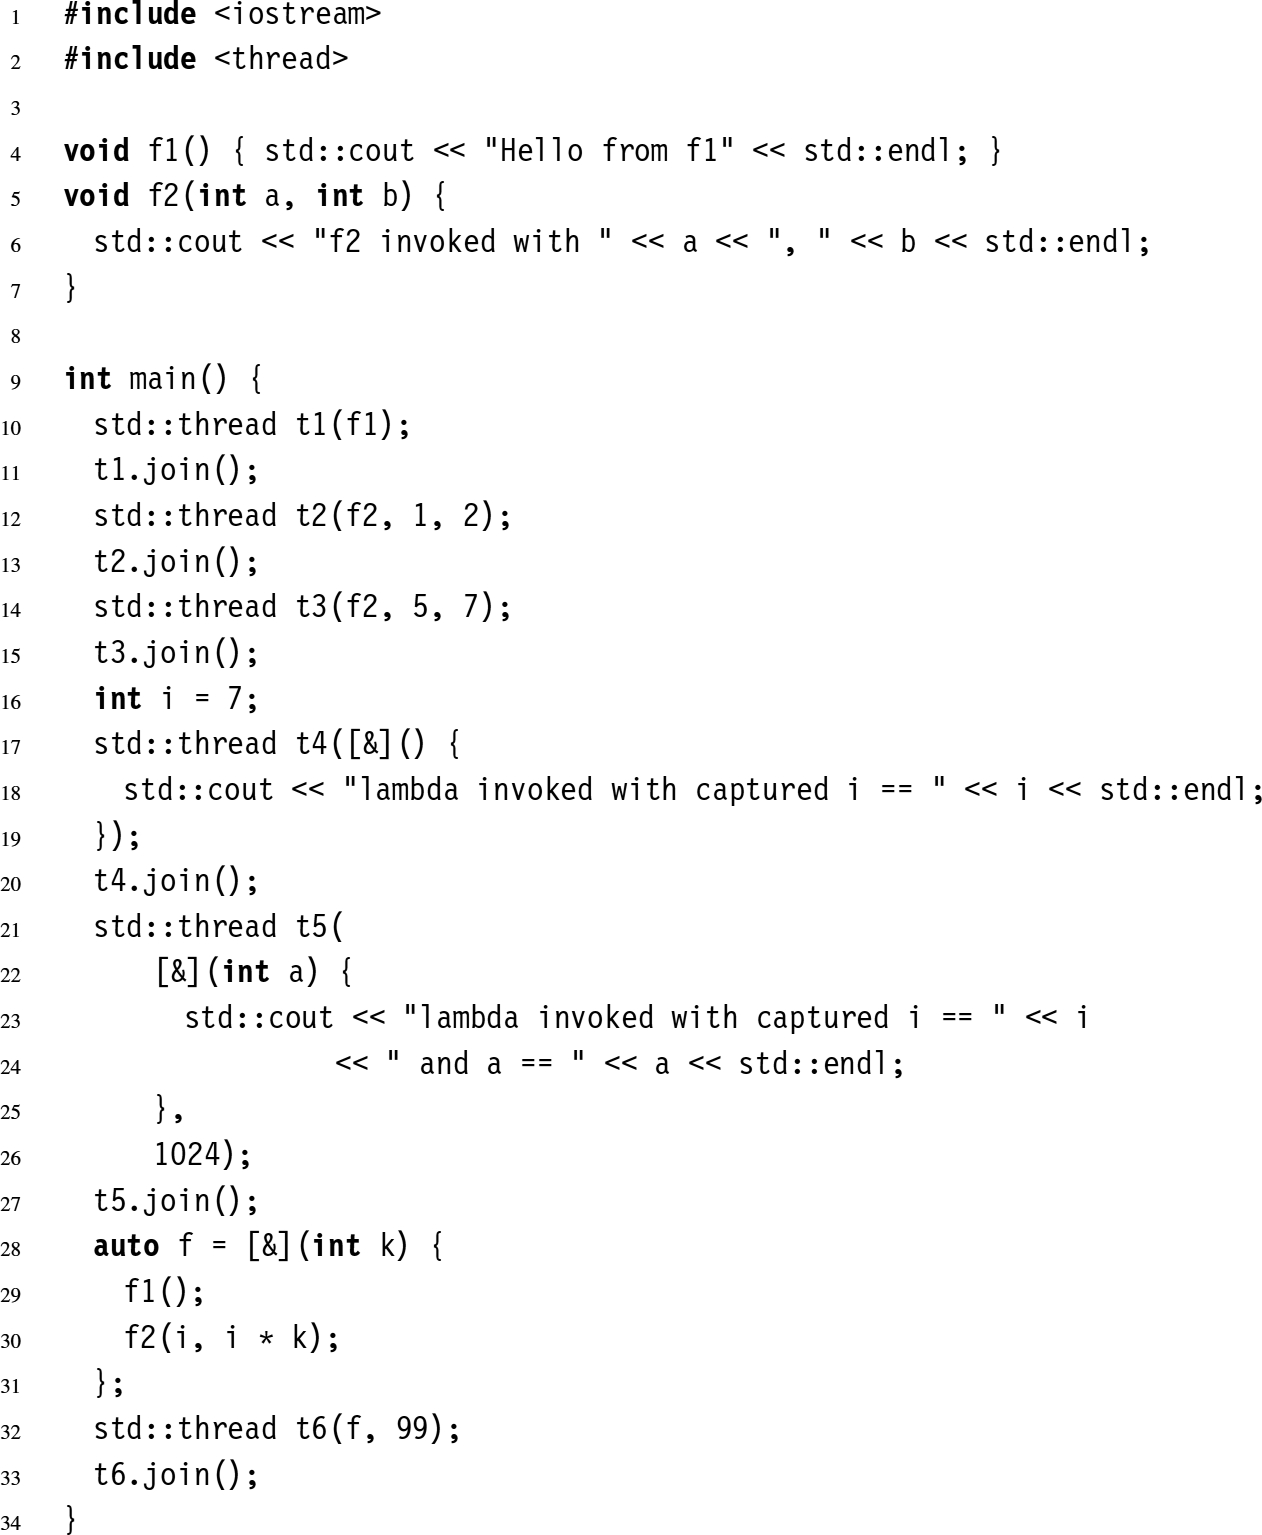 1 #include <iostream>
2 #include <thread>
3
4 void f1() { std::cout << "Hello from f1" << std::endl; }
5 void f2(int a, int b) {
6   std::cout << "f2 invoked with " << a << ", " << b << std::endl;
7 }
8
9 int main() {
10   std::thread t1(f1);
11   t1.join();
12   std::thread t2(f2, 1, 2);
13   t2.join();
14   std::thread t3(f2, 5, 7);
15   t3.join();
16   int i = 7;
17   std::thread t4([&]() {
18     std::cout << "lambda invoked with captured i == " << i << std::endl;
19   });
20   t4.join();
21   std::thread t5(
22       [&](int a) {
23         std::cout << "lambda invoked with captured i == " << i
24                   << " and a == " << a << std::endl;
25       },
26       1024);
27   t5.join();
28   auto f = [&](int k) {
29     f1();
30     f2(i, i * k);
31   };
32   std::thread t6(f, 99);
33   t6.join();
34 }